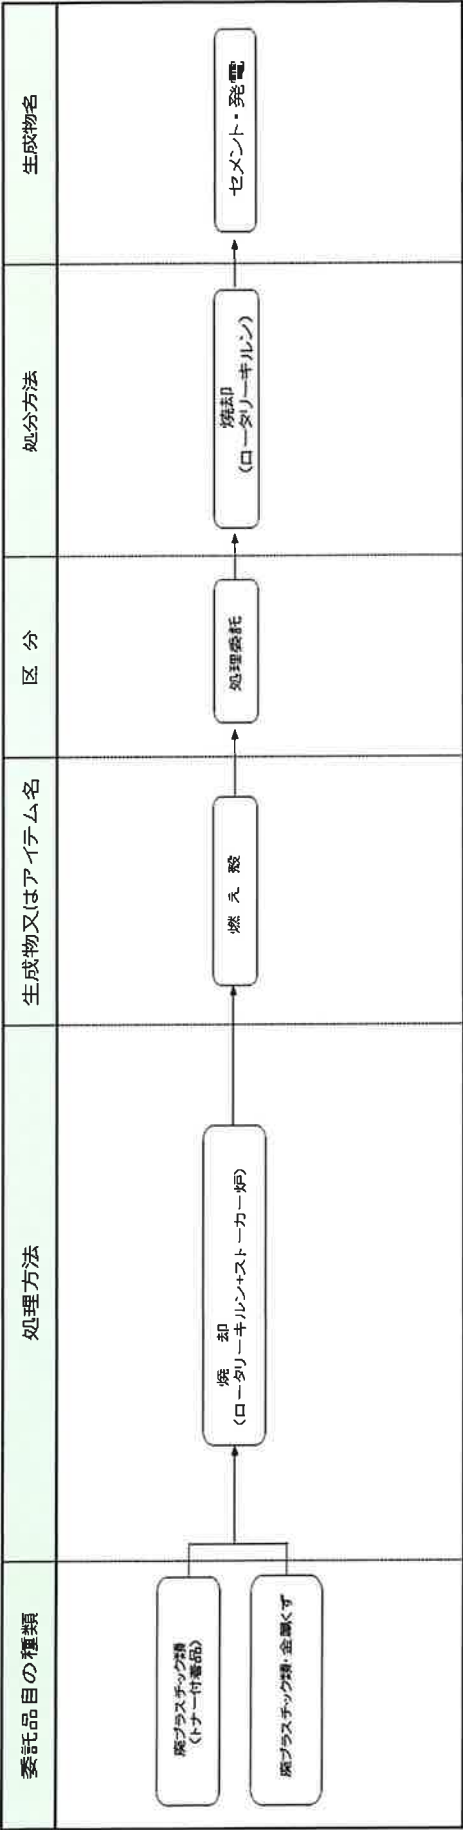 委託品目の種類
処理方法
生成物又はアイテム名
区 分
処分方法
生成物名
廃プラスチック類
(トナー付着品)
廃プラスチック類・金属くず
焼 却
(ロータリーキルン+ストーカー炉)
燃 え 殻
処理委託
焼却
(ロータリーキルン)
セメント・発電